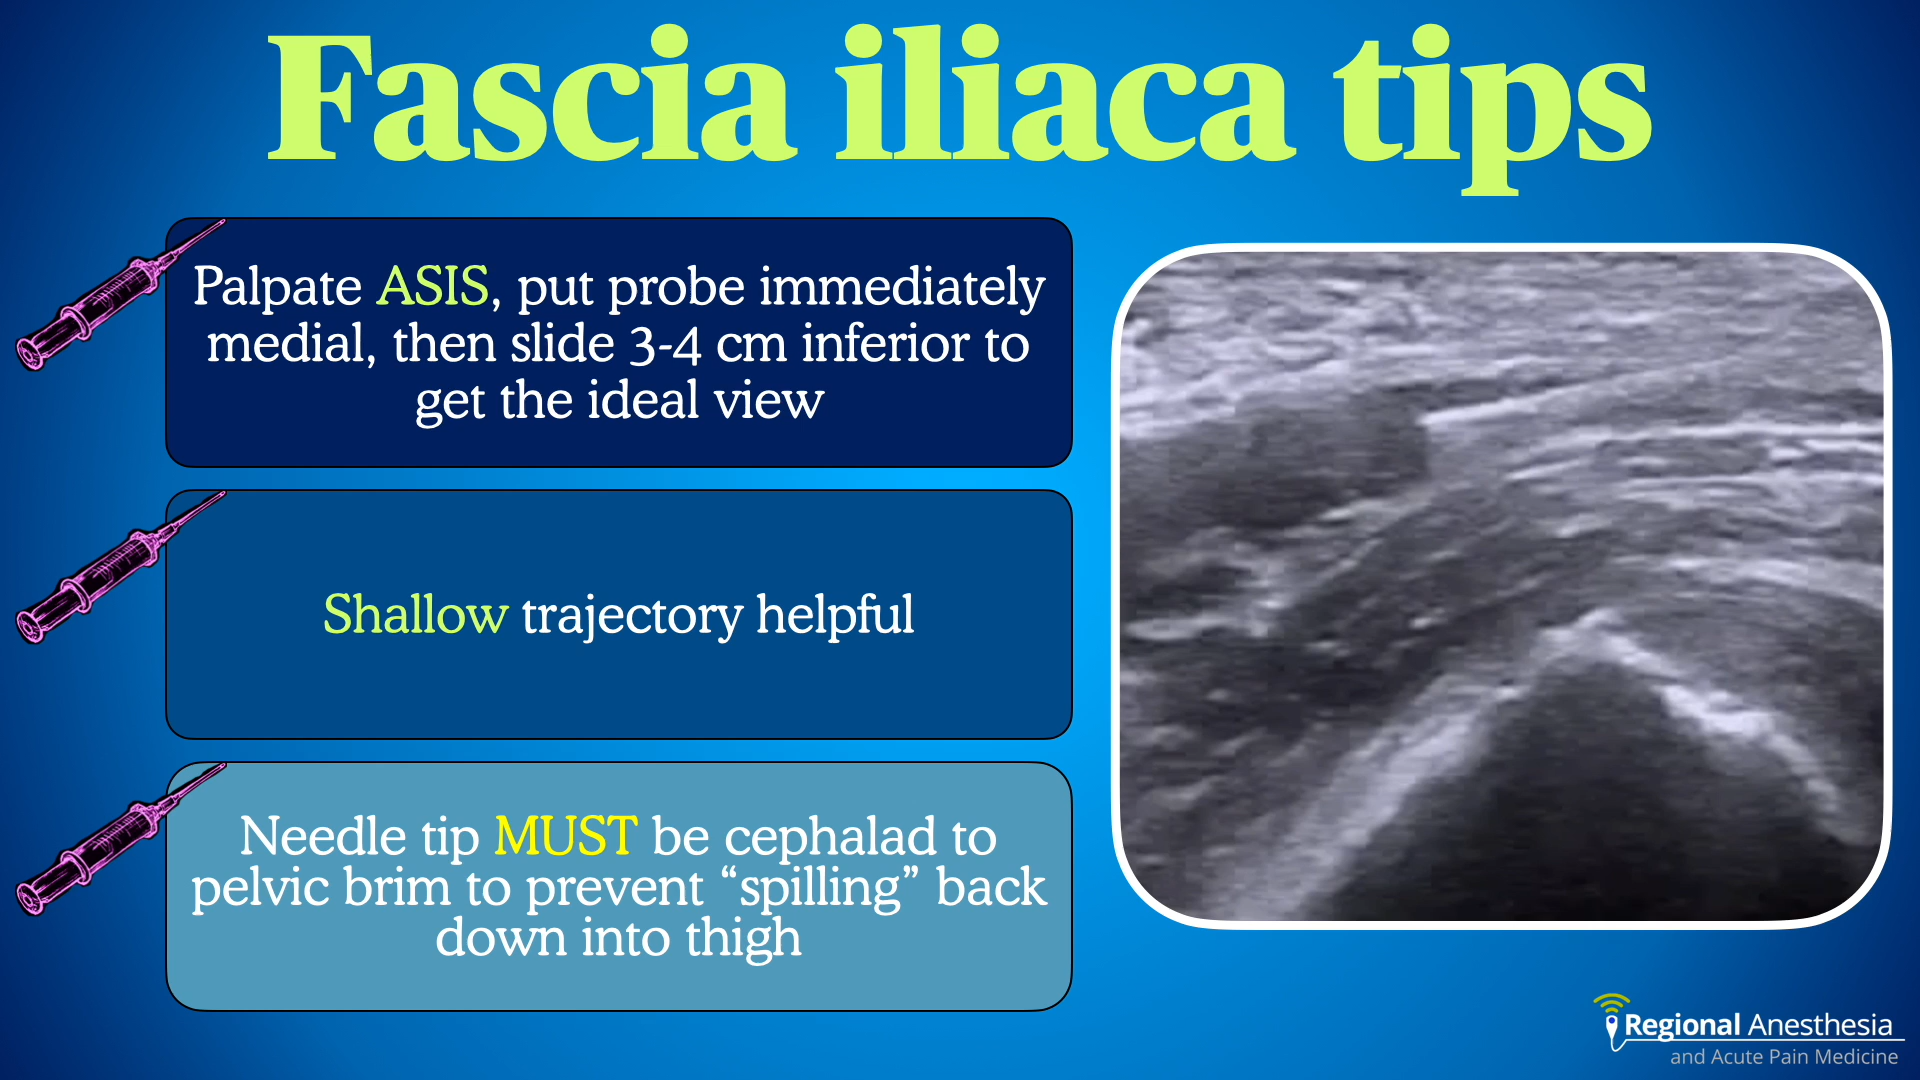 Fascia iliaca tips
Palpate ASIS, put probe immediately
medial, then slide 3-4 cm inferior to
get the ideal view
Shallow trajectory helpful
Needle tip MUST be cephalad to
pelvic brim to prevent “spilling” back
down into thigh
Regional Anesthesia
and Acute Pain Medicine